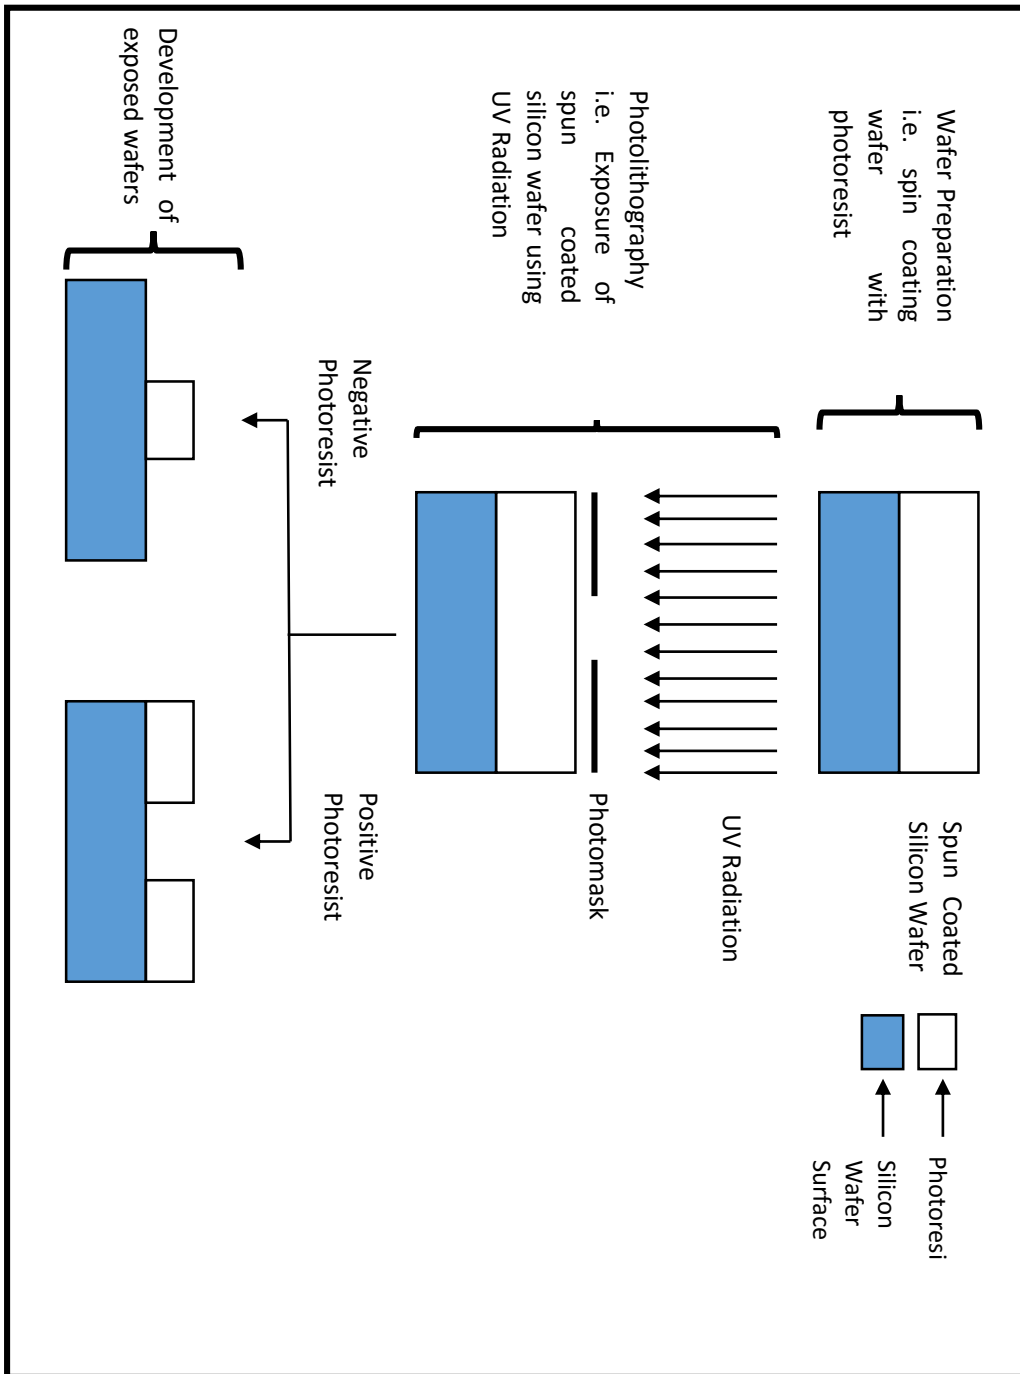 Wafer Preparation
i.e. spin coating
wafer with
photoresist
Spun Coated
Silicon Wafer
Photoresi
Silicon
Wafer
Surface
Photolithography
i.e. Exposure of
spun coated
silicon wafer using
UV Radiation
UV Radiation
Photomask
Negative
Photoresist
Positive
Photoresist
Development of
exposed wafers